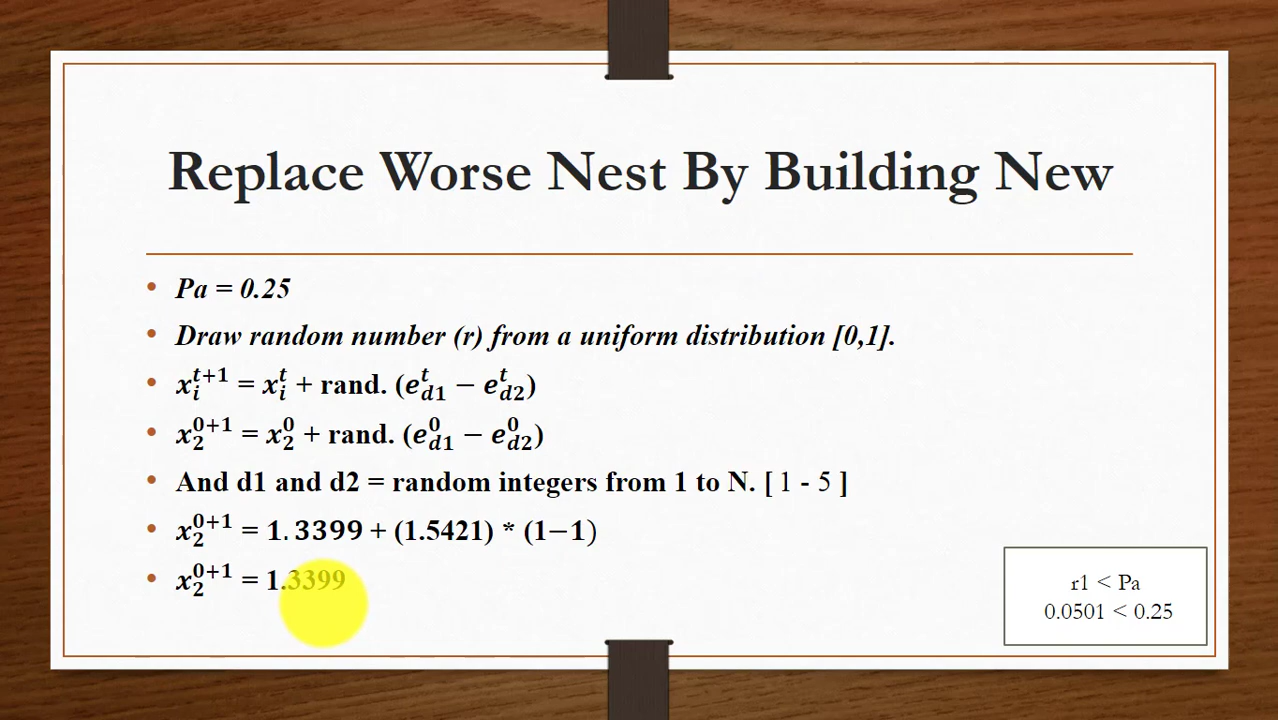 Replace Worse Nest By Building New
• Pa = 0.25
• Draw random number (r) from a uniform distribution [0,1].
• $x_i^{t+1} = x_i^t$ + rand. $(e_{d1}^t − e_{d2}^t)$
• $x_2^{0+1} = x_2^0$ + rand. $(e_{d1}^0 − e_{d2}^0)$
• And d1 and d2 = random integers from 1 to N. [ 1 - 5 ]
• $x_2^{0+1}$ = 1.3399 + (1.5421) * (1−1)
• $x_2^{0+1}$ = 1.3399
r1 < Pa
0.0501 < 0.25